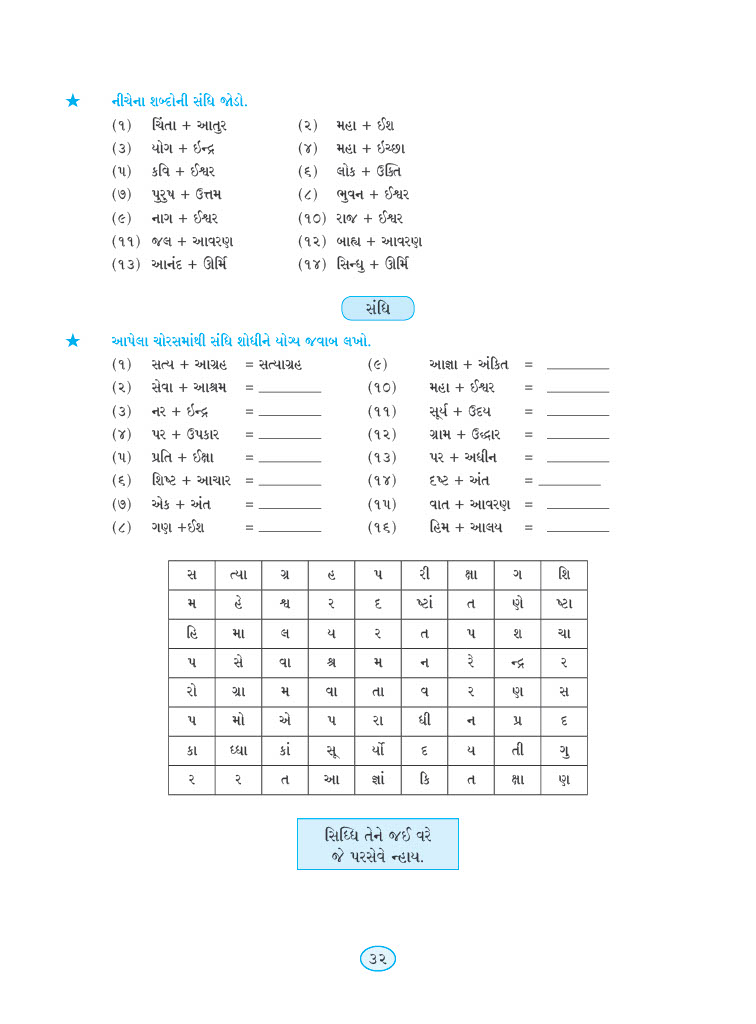 ★ નીચેના શબ્દોની સંધિ જોડો.
(૧) ચિંતા + આતુર (૨) મહા + ઈશ
(૩) યોગ + ઇન્દ્ર (૪) મહા + ઇચ્છા
(૫) કવિ + ઈશ્વર (૬) લોક + ઉક્તિ
(૭) પુરુષ + ઉત્તમ (૮) ભુવન + ઈશ્વર
(૯) નાગ + ઈશ્વર (૧૦) રાજ + ઈશ્વર
(૧૧) જલ + આવરણ (૧૨) બાહ્ય + આવરણ
(૧૩) આનંદ + ઊર્મિ (૧૪) સિન્ધુ + ઊર્મિ
સંધિ
★ આપેલા ચોરસમાંથી સંધિ શોધીને યોગ્ય જવાબ લખો.
(૧) સત્ય + આગ્રહ = સત્યાગ્રહ (૯) આજ્ઞા + અંકિત = ________
(૨) સેવા + આશ્રમ = ________ (૧૦) મહા + ઈશ્વર = ________
(૩) નર + ઇન્દ્ર = ________ (૧૧) સૂર્ય + ઉદય = ________
(૪) પર + ઉપકાર = ________ (૧૨) ગ્રામ + ઉદ્ધાર = ________
(૫) પ્રતિ + ઈક્ષા = ________ (૧૩) પર + અધીન = ________
(૬) શિષ્ટ + આચાર = ________ (૧૪) દષ્ટ + અંત = ________
(૭) એક + અંત = ________ (૧૫) વાત + આવરણ = ________
(૮) ગણ +ઈશ = ________ (૧૬) હિમ + આલય = ________
સ ત્યા ગ્ર હ પ રી ક્ષા ગ શિ
મ હે શ્વ ર દ ષ્ટાં ત ણે ષ્ટા
હિ મા લ ય ર ત પ શ ચા
પ સે વા શ્ર મ ન રે ન્દ્ર ર
રો ગ્રા મ વા તા વ ર ણ સ
પ મો એ પ રા ધી ન પ્ર દ
કા ધ્ધા કાં સૂ ર્યો દ ય તી ગુ
ર ર ત આ જ્ઞાં કિ ત ક્ષા ણ
સિધ્ધિ તેને જઈ વરે
જે પરસેવે ન્હાય.
૩૨